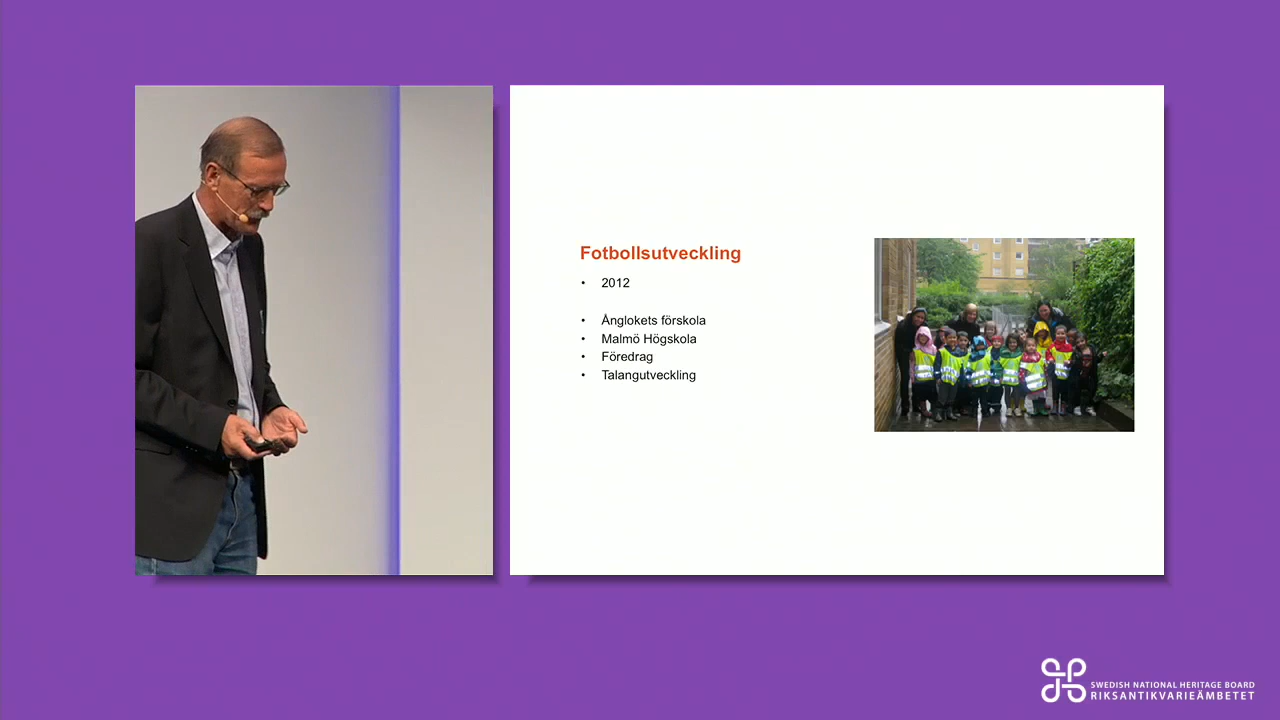 Fotbollsutveckling
• 2012
• Ånglokets förskola
• Malmö Högskola
• Föredrag
• Talangutveckling
SWEDISH NATIONAL HERITAGE BOARD
RIKSANTIKVARIEÄMBETET